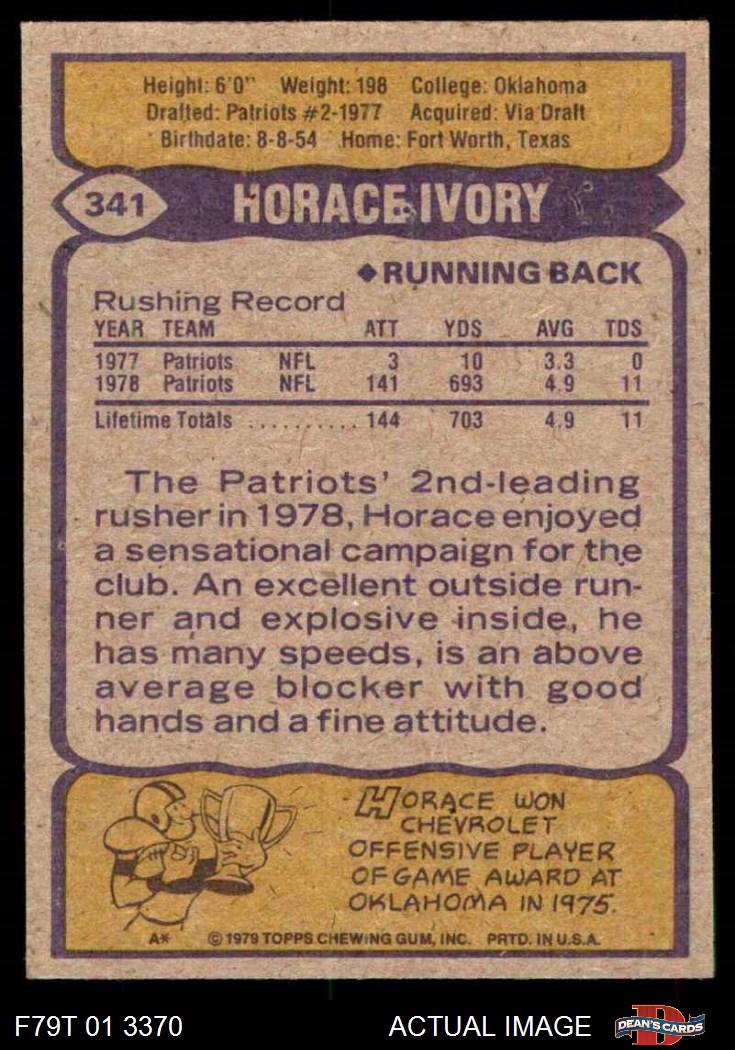 Height: 6'0" Weight: 198 College: Oklahoma
Drafted: Patriots #2-1977 Acquired: Via Draft
Birthdate: 8-8-54 Home: Fort Worth, Texas
341 HORACE IVORY
◆RUNNING BACK
Rushing Record
YEAR TEAM ATT YDS AVG TDS
1977 Patriots NFL 3 10 3.3 0
1978 Patriots NFL 141 693 4.9 11
Lifetime Totals .......... 144 703 4.9 11
The Patriots' 2nd-leading
rusher in 1978, Horace enjoyed
a sensational campaign for the
club. An excellent outside run-
ner and explosive inside, he
has many speeds, is an above
average blocker with good
hands and a fine attitude.
HORACE WON
CHEVROLET
OFFENSIVE PLAYER
OF GAME AWARD AT
OKLAHOMA IN 1975.
A* © 1979 TOPPS CHEWING GUM, INC. PRTD. IN U.S.A.
F79T 01 3370 ACTUAL IMAGE D DEAN'S CARDS